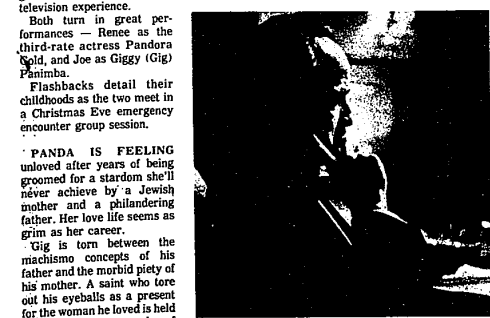 television experience.
Both turn in great per-
formances — Renee as the
third-rate actress Pandora
Gold, and Joe as Giggy (Gig)
Panimba.
Flashbacks detail their
childhoods as the two meet in
a Christmas Eve emergency
encounter group session.
PANDA IS FEELING
unloved after years of being
groomed for a stardom she'll
never achieve by a Jewish
mother and a philandering
father. Her love life seems as
grim as her career.
Gig is torn between the
machismo concepts of his
father and the morbid piety of
his mother. A saint who tore
out his eyeballs as a present
for the woman he loved is held